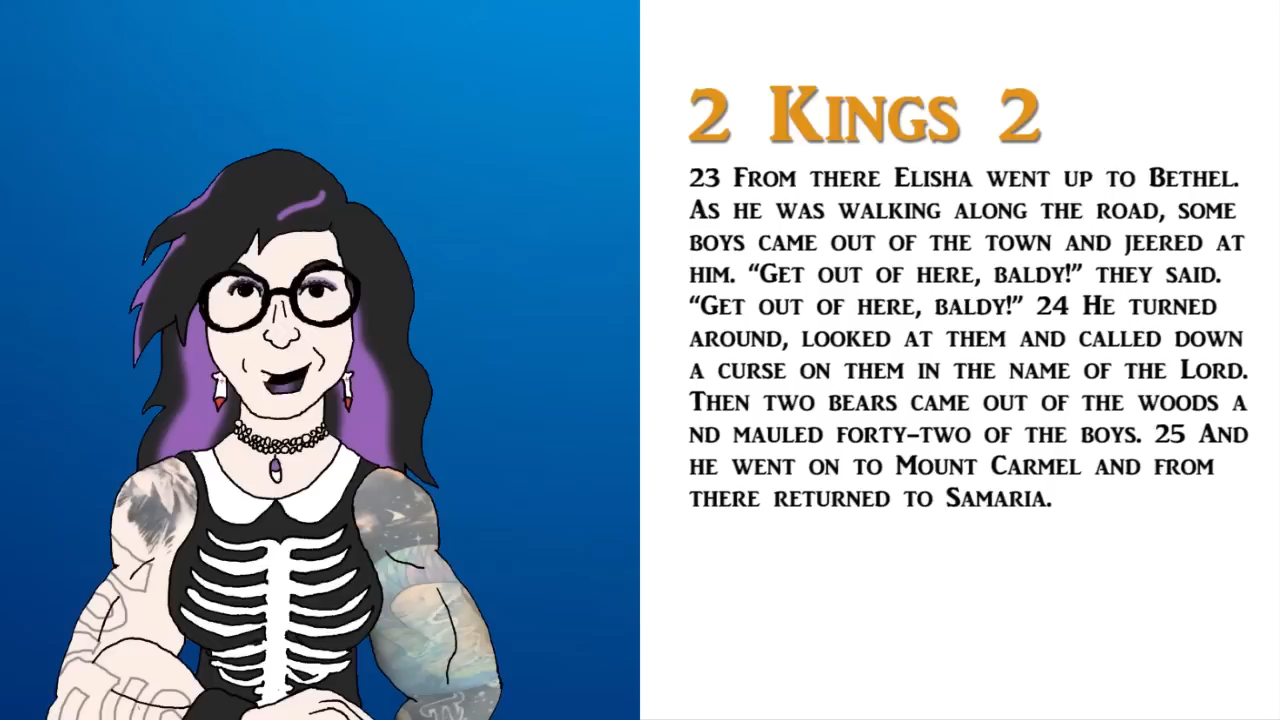 2 Kings 2
23 From there Elisha went up to Bethel.
As he was walking along the road, some
boys came out of the town and jeered at
him. “Get out of here, baldy!” they said.
“Get out of here, baldy!” 24 He turned
around, looked at them and called down
a curse on them in the name of the Lord.
Then two bears came out of the woods a
nd mauled forty-two of the boys. 25 And
he went on to Mount Carmel and from
there returned to Samaria.